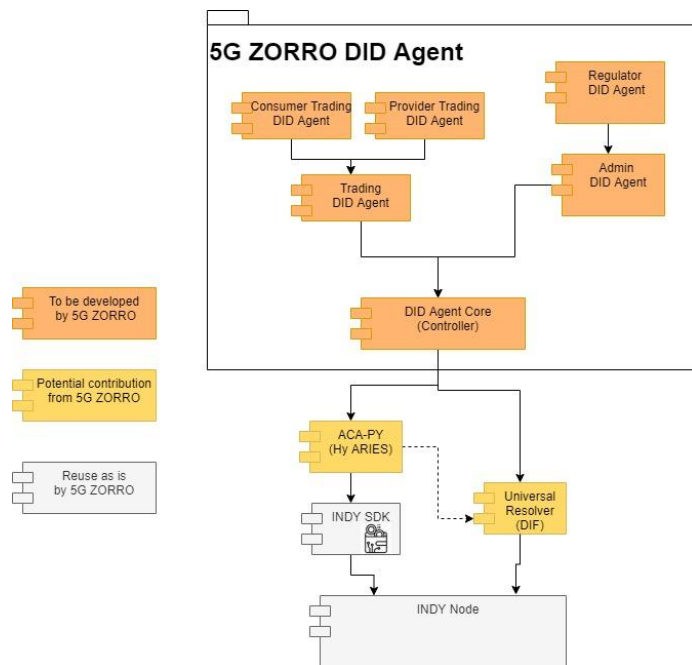 5G ZORRO DID Agent
Consumer Trading
DID Agent
Provider Trading
DID Agent
Regulator
DID Agent
Trading
DID Agent
Admin
DID Agent
To be developed
by 5G ZORRO
DID Agent Core
(Controller)
Potential contribution
from 5G ZORRO
ACA-PY
(Hy ARIES)
Reuse as is
by 5G ZORRO
INDY SDK
Universal
Resolver
(DIF)
INDY Node